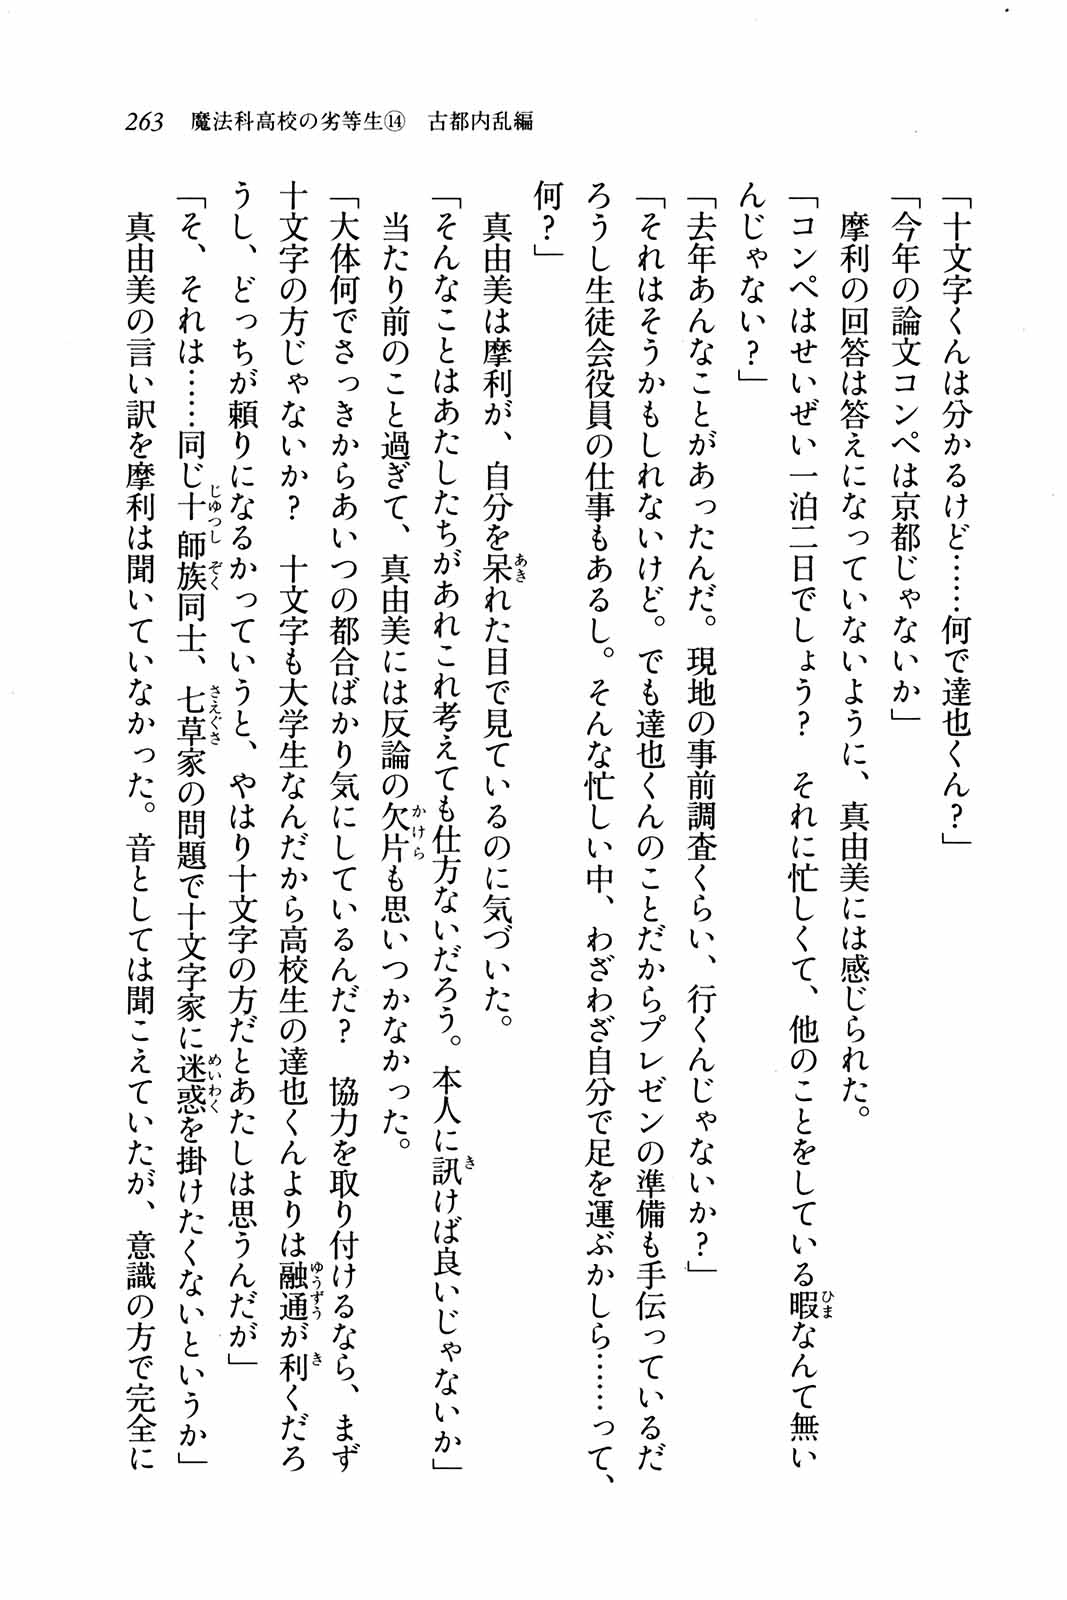 263 魔法科高校の劣等生⑭ 古都内乱編
「十文字くんは分かるけど……何で達也くん？」
「今年の論文コンペは京都じゃないか」
　摩利の回答は答えになっていないように、真由美には感じられた。
「コンペはせいぜい一泊二日でしょう？　それに忙しくて、他のことをしている暇なんて無い
んじゃない？」
「去年あんなことがあったんだ。現地の事前調査くらい、行くんじゃないか？」
「それはそうかもしれないけど。でも達也くんのことだからプレゼンの準備も手伝っているだ
ろうし生徒会役員の仕事もあるし。そんな忙しい中、わざわざ自分で足を運ぶかしら……って、
何？」
　真由美は摩利が、自分を呆れた目で見ているのに気づいた。
「そんなことはあたしたちがあれこれ考えても仕方ないだろう。本人に訊けば良いじゃないか」
　当たり前のこと過ぎて、真由美には反論の欠片も思いつかなかった。
「大体何でさっきからあいつの都合ばかり気にしているんだ？　協力を取り付けるなら、まず
十文字の方じゃないか？　十文字も大学生なんだから高校生の達也くんよりは融通が利くだろ
うし、どっちが頼りになるかっていうと、やはり十文字の方だとあたしは思うんだが」
「そ、それは……同じ十師族同士、七草家の問題で十文字家に迷惑を掛けたくないというか」
　真由美の言い訳を摩利は聞いていなかった。音としては聞こえていたが、意識の方で完全に